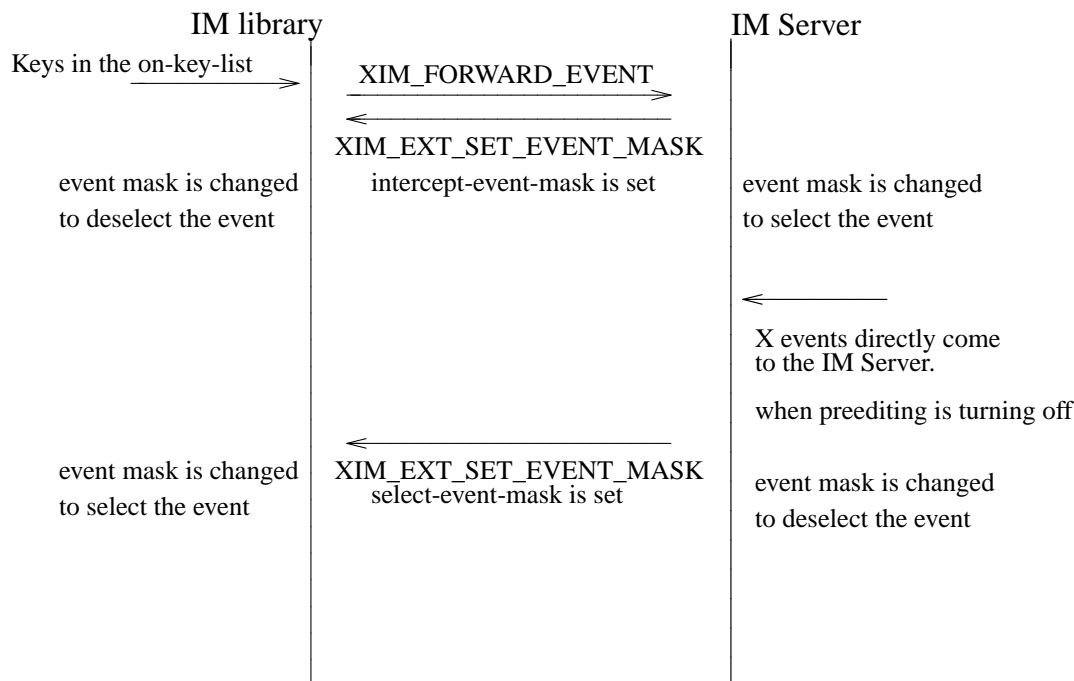 IM library
IM Server
Keys in the on-key-list
XIM_FORWARD_EVENT
XIM_EXT_SET_EVENT_MASK
event mask is changed
to deselect the event
intercept-event-mask is set
event mask is changed
to select the event
X events directly come
to the IM Server.
when preediting is turning off
event mask is changed
to select the event
XIM_EXT_SET_EVENT_MASK
select-event-mask is set
event mask is changed
to deselect the event